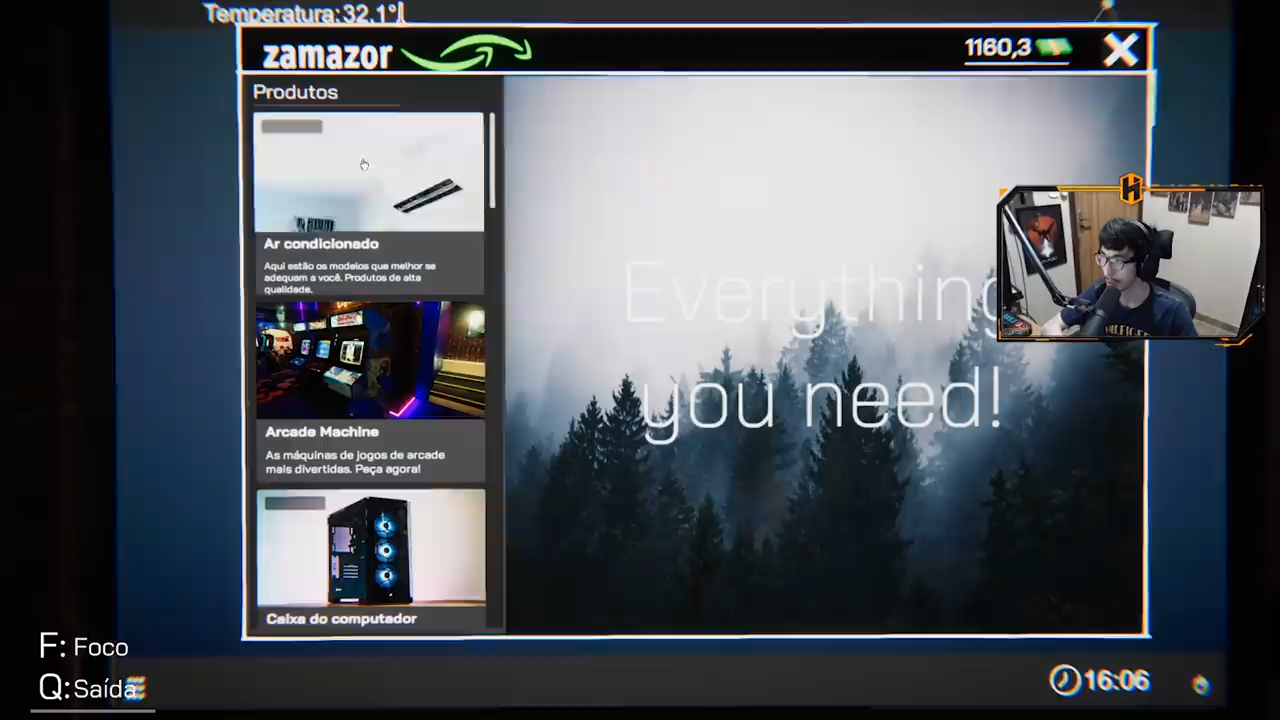 Temperatura: 32,1°
zamazor
1160,3
Produtos
Ar condicionado
Aqui estão os modelos que melhor se
adequam a você. Produtos de alta
qualidade.
Arcade Machine
As máquinas de jogos de arcade
mais divertidas. Peça agora!
Caixa do computador
Everything
you need!
F: Foco
Q: Saída
16:06